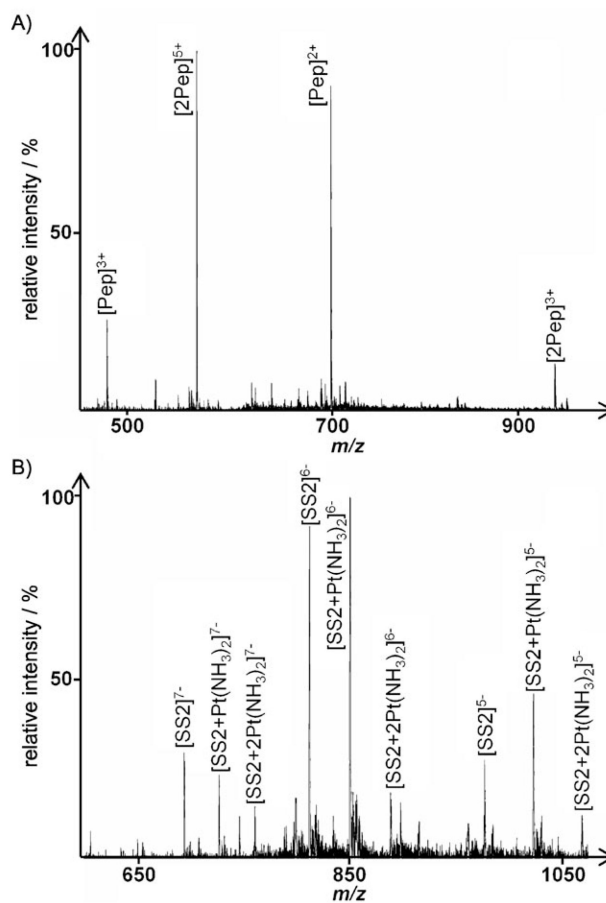 A)
relative intensity / %
100
50
[Pep]³⁺
[2Pep]⁵⁺
[Pep]²⁺
[2Pep]³⁺
500
700
900
m/z
B)
relative intensity / %
100
50
[SS2]⁷⁻
[SS2+Pt(NH₃)₂]⁷⁻
[SS2+2Pt(NH₃)₂]⁷⁻
[SS2]⁶⁻
[SS2+Pt(NH₃)₂]⁶⁻
[SS2+2Pt(NH₃)₂]⁶⁻
[SS2]⁵⁻
[SS2+Pt(NH₃)₂]⁵⁻
[SS2+2Pt(NH₃)₂]⁵⁻
650
850
1050
m/z